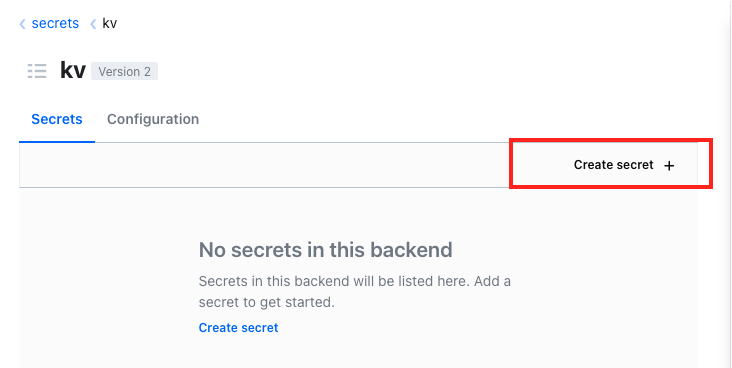 secrets kv
kv Version 2
Secrets Configuration
Create secret +
No secrets in this backend
Secrets in this backend will be listed here. Add a
secret to get started.
Create secret